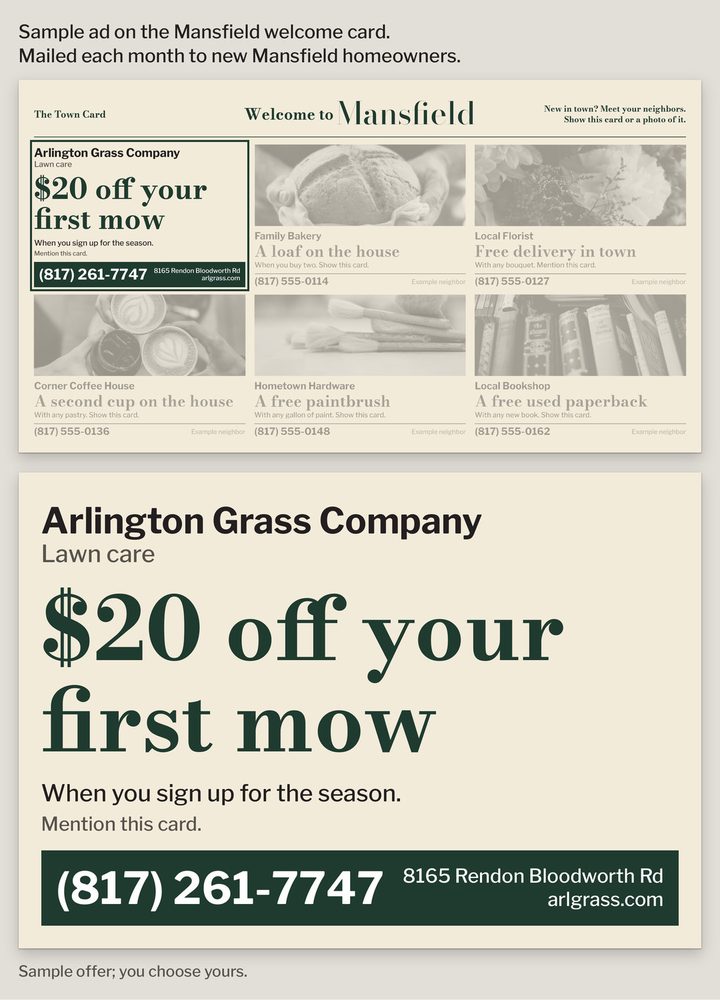 Sample ad on the Mansfield welcome card.
Mailed each month to new Mansfield homeowners.
The Town Card
Welcome to Mansfield
New in town? Meet your neighbors.
Show this card or a photo of it.
Arlington Grass Company
Lawn care
$20 off your
first mow
When you sign up for the season.
Mention this card.
(817) 261-7747
8165 Rendon Bloodworth Rd
arlgrass.com
Family Bakery
A loaf on the house
When you buy two. Show this card.
(817) 555-0114
Example neighbor
Local Florist
Free delivery in town
With any bouquet. Mention this card.
(817) 555-0127
Example neighbor
Corner Coffee House
A second cup on the house
With any pastry. Show this card.
(817) 555-0136
Example neighbor
Hometown Hardware
A free paintbrush
With any gallon of paint. Show this card.
(817) 555-0148
Example neighbor
Local Bookshop
A free used paperback
With any new book. Show this card.
(817) 555-0162
Example neighbor
Arlington Grass Company
Lawn care
$20 off your
first mow
When you sign up for the season.
Mention this card.
(817) 261-7747
8165 Rendon Bloodworth Rd
arlgrass.com
Sample offer; you choose yours.